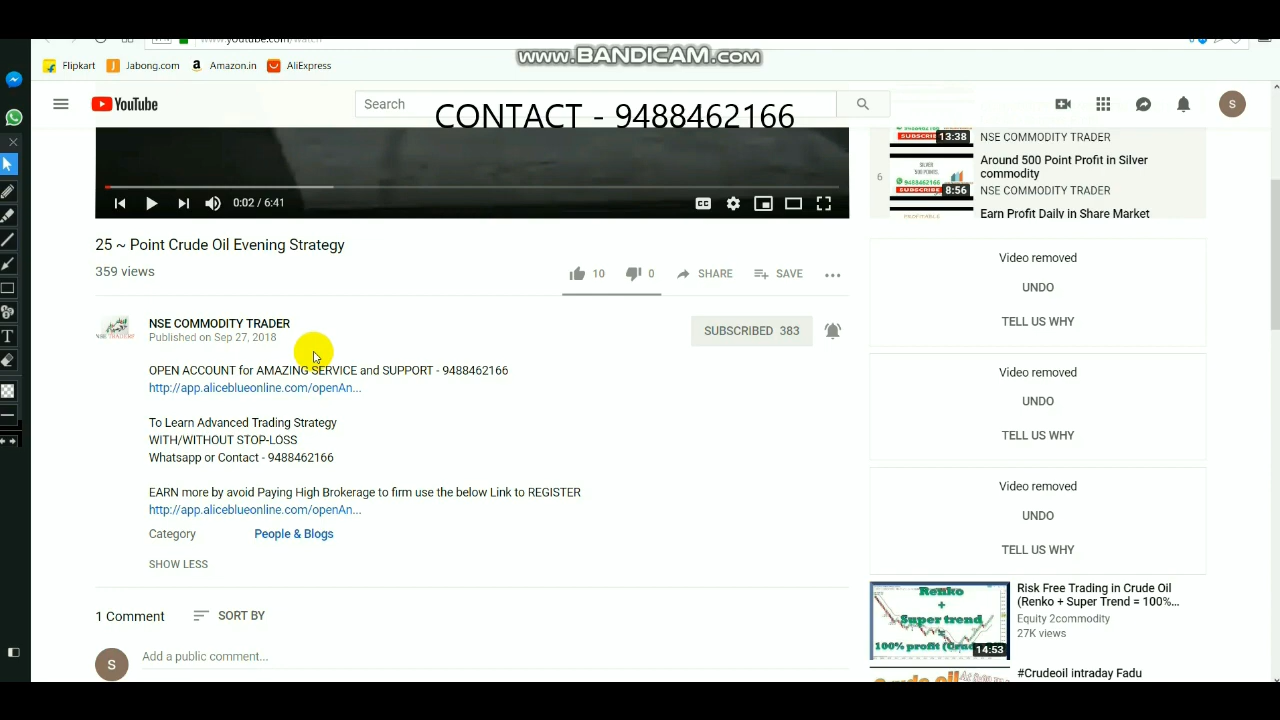 www.BANDICAM.com
Flipkart
Jabong.com
Amazon.in
AliExpress
YouTube
Search
CONTACT - 9488462166
S
13:38
NSE COMMODITY TRADER
6
8:56
Around 500 Point Profit in Silver
commodity
NSE COMMODITY TRADER
Earn Profit Daily in Share Market
0:02 / 6:41
25 ~ Point Crude Oil Evening Strategy
359 views
10
0
SHARE
SAVE
NSE COMMODITY TRADER
Published on Sep 27, 2018
SUBSCRIBED 383
OPEN ACCOUNT for AMAZING SERVICE and SUPPORT - 9488462166
http://app.aliceblueonline.com/openAn...
To Learn Advanced Trading Strategy
WITH/WITHOUT STOP-LOSS
Whatsapp or Contact - 9488462166
EARN more by avoid Paying High Brokerage to firm use the below Link to REGISTER
http://app.aliceblueonline.com/openAn...
Category
People & Blogs
SHOW LESS
1 Comment
SORT BY
S
Add a public comment...
Video removed
UNDO
TELL US WHY
Video removed
UNDO
TELL US WHY
Video removed
UNDO
TELL US WHY
Renko
+
Super trend
=
100% profit
14:53
Risk Free Trading in Crude Oil
(Renko + Super Trend = 100%...
Equity 2commodity
27K views
#Crudeoil intraday Fadu